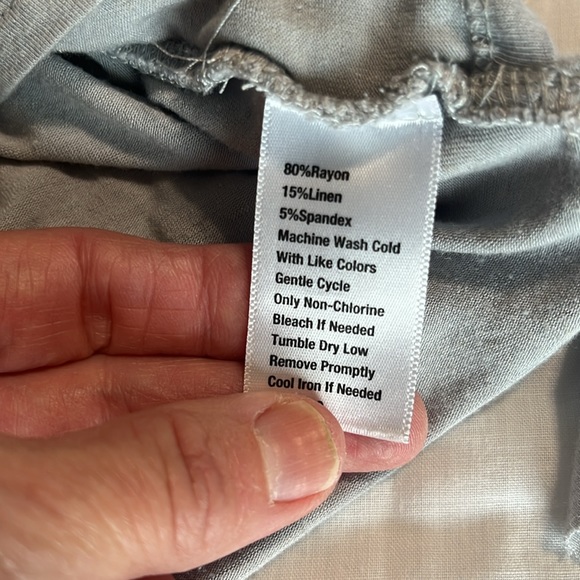 80%Rayon
15%Linen
5%Spandex
Machine Wash Cold
With Like Colors
Gentle Cycle
Only Non-Chlorine
Bleach If Needed
Tumble Dry Low
Remove Promptly
Cool Iron If Needed